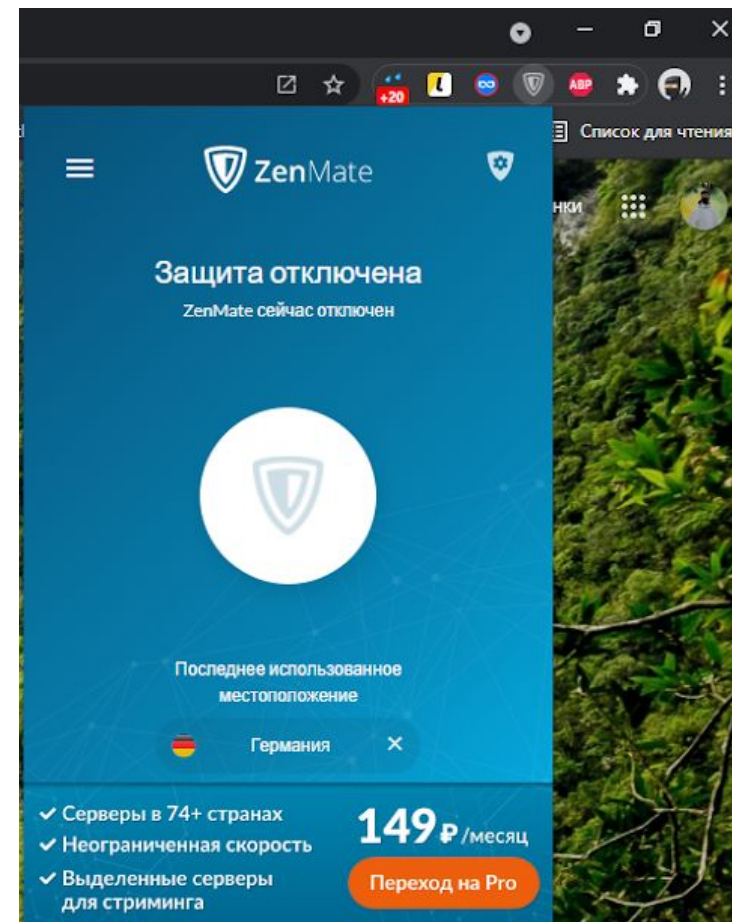 +20
ABP
Список для чтения
нки
ZenMate
Защита отключена
ZenMate сейчас отключен
Последнее использованное
местоположение
Германия
✓ Серверы в 74+ странах
✓ Неограниченная скорость
✓ Выделенные серверы
для стриминга
149₽/месяц
Переход на Pro